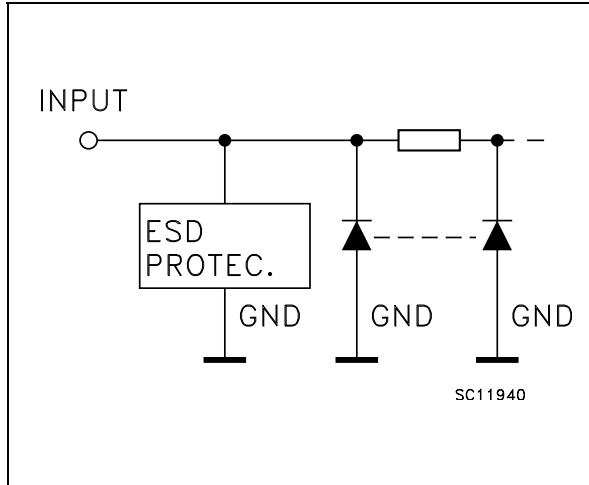 INPUT
ESD
PROTEC.
GND
GND
GND
SC11940